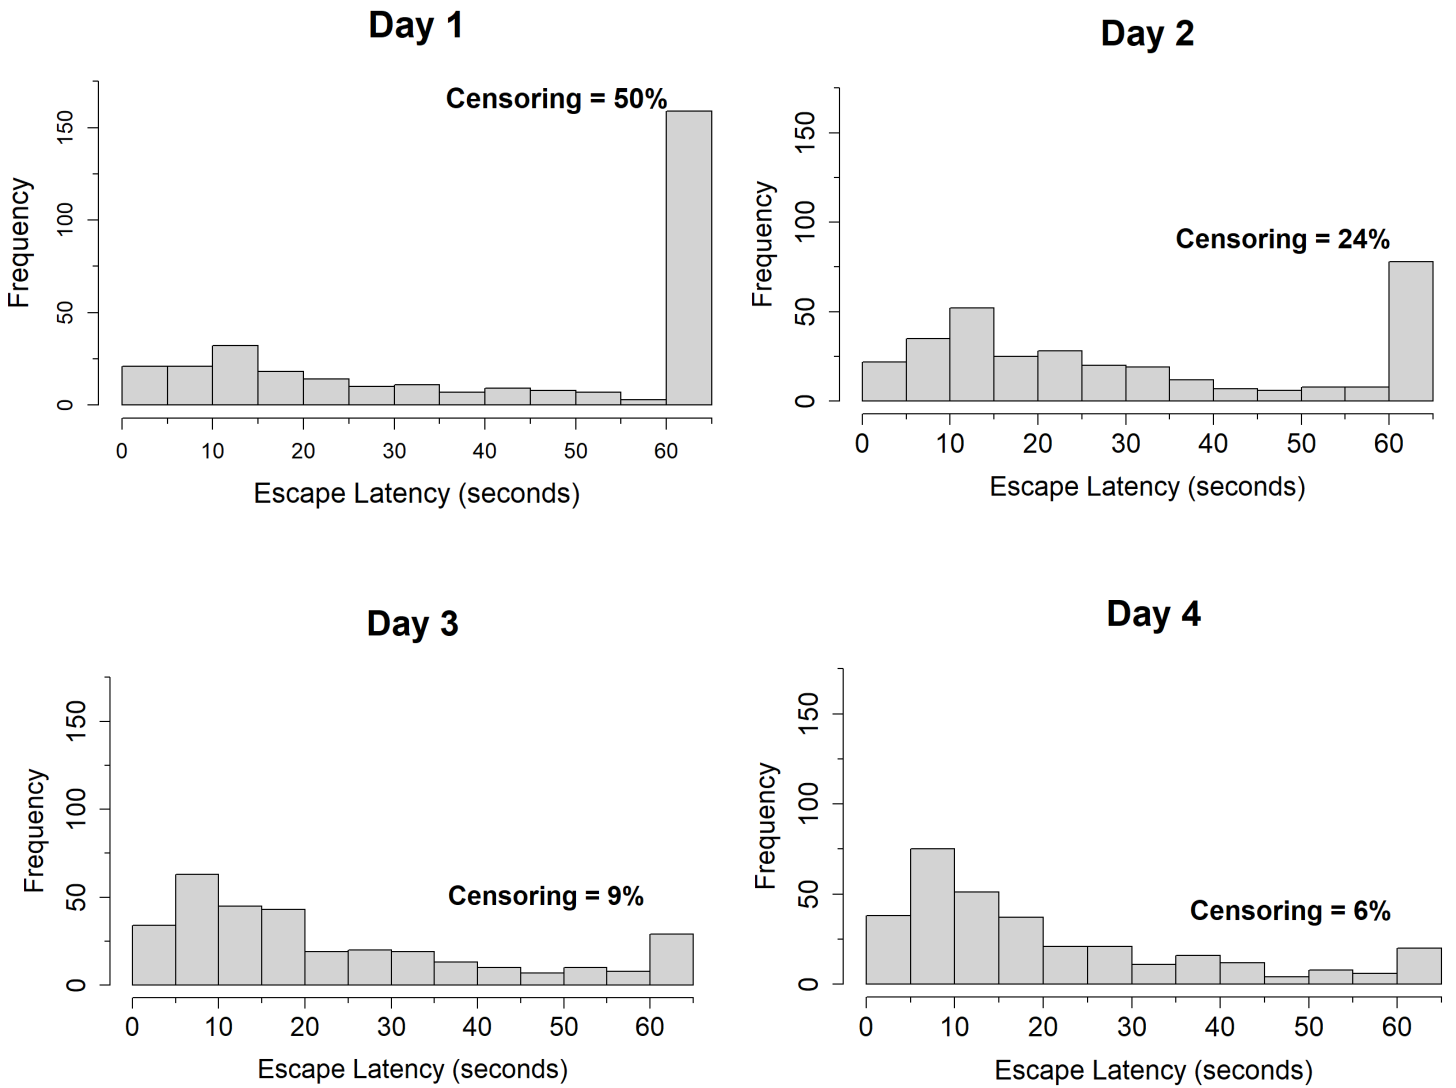 Day 1
Censoring = 50%
Frequency
0
50
100
150
0 10 20 30 40 50 60
Escape Latency (seconds)
Day 2
Censoring = 24%
Frequency
0
50
100
150
0 10 20 30 40 50 60
Escape Latency (seconds)
Day 3
Censoring = 9%
Frequency
0
50
100
150
0 10 20 30 40 50 60
Escape Latency (seconds)
Day 4
Censoring = 6%
Frequency
0
50
100
150
0 10 20 30 40 50 60
Escape Latency (seconds)